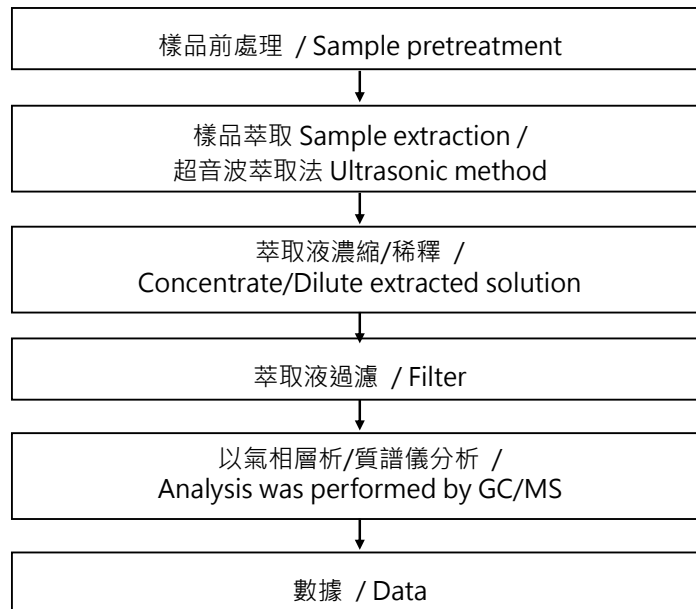 樣品前處理 / Sample pretreatment
樣品萃取 Sample extraction /
超音波萃取法 Ultrasonic method
萃取液濃縮/稀釋 /
Concentrate/Dilute extracted solution
萃取液過濾 / Filter
以氣相層析/質譜儀分析 /
Analysis was performed by GC/MS
數據 / Data